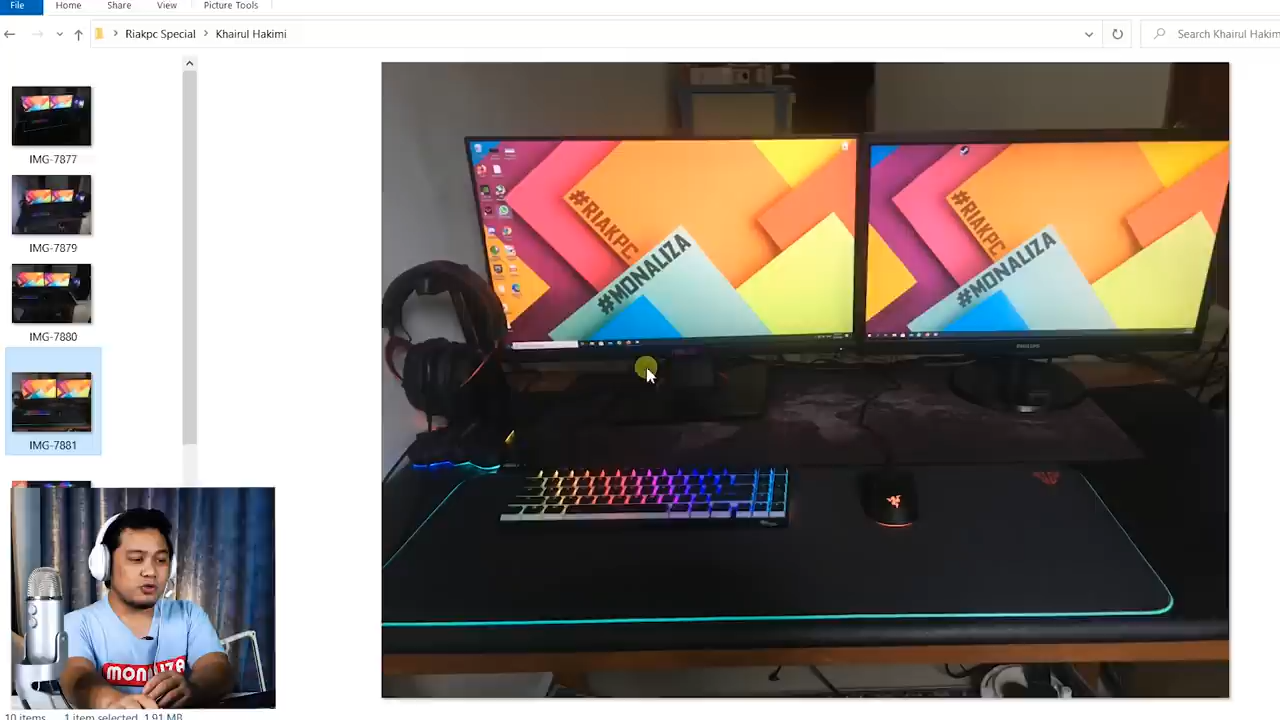 File
Home
Share
View
Picture Tools
Riakpc Special
Khairul Hakimi
Search Khairul Hakim
IMG-7877
IMG-7879
IMG-7880
IMG-7881
#RIAKPC
#MONALIZA
#RIAKPC
#MONALIZA
PHILIPS
MONALIZA
10 items
1 item selected
1.91 MB